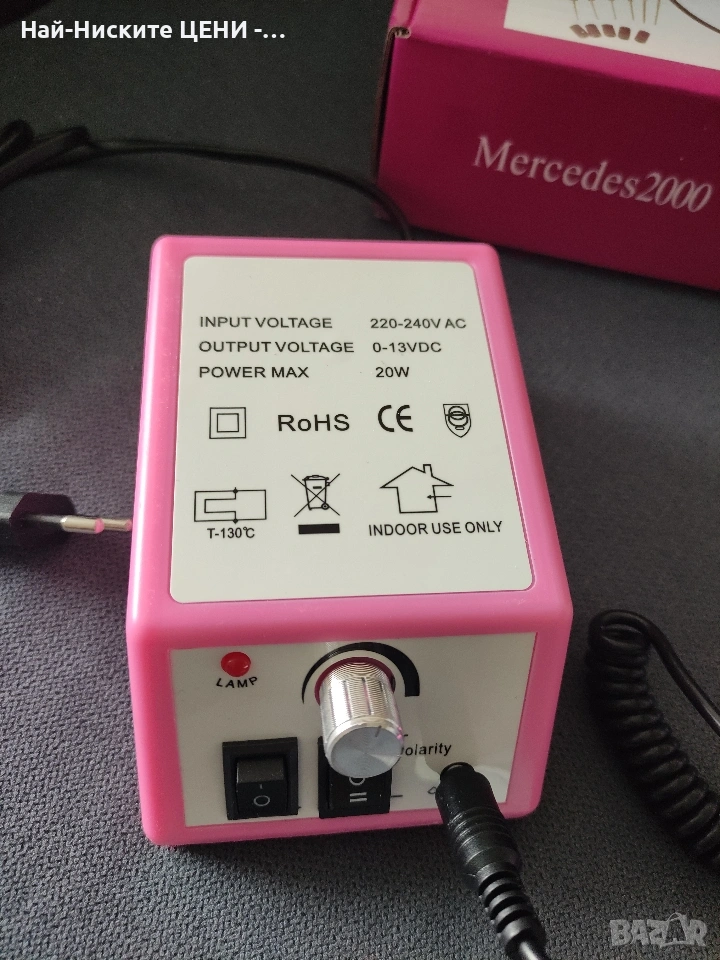 Най-Ниските ЦЕНИ -...
Mercedes2000
INPUT VOLTAGE 220-240V AC
OUTPUT VOLTAGE 0-13VDC
POWER MAX 20W
RoHS CE
T-130℃
INDOOR USE ONLY
LAMP
olarity
BAZAR